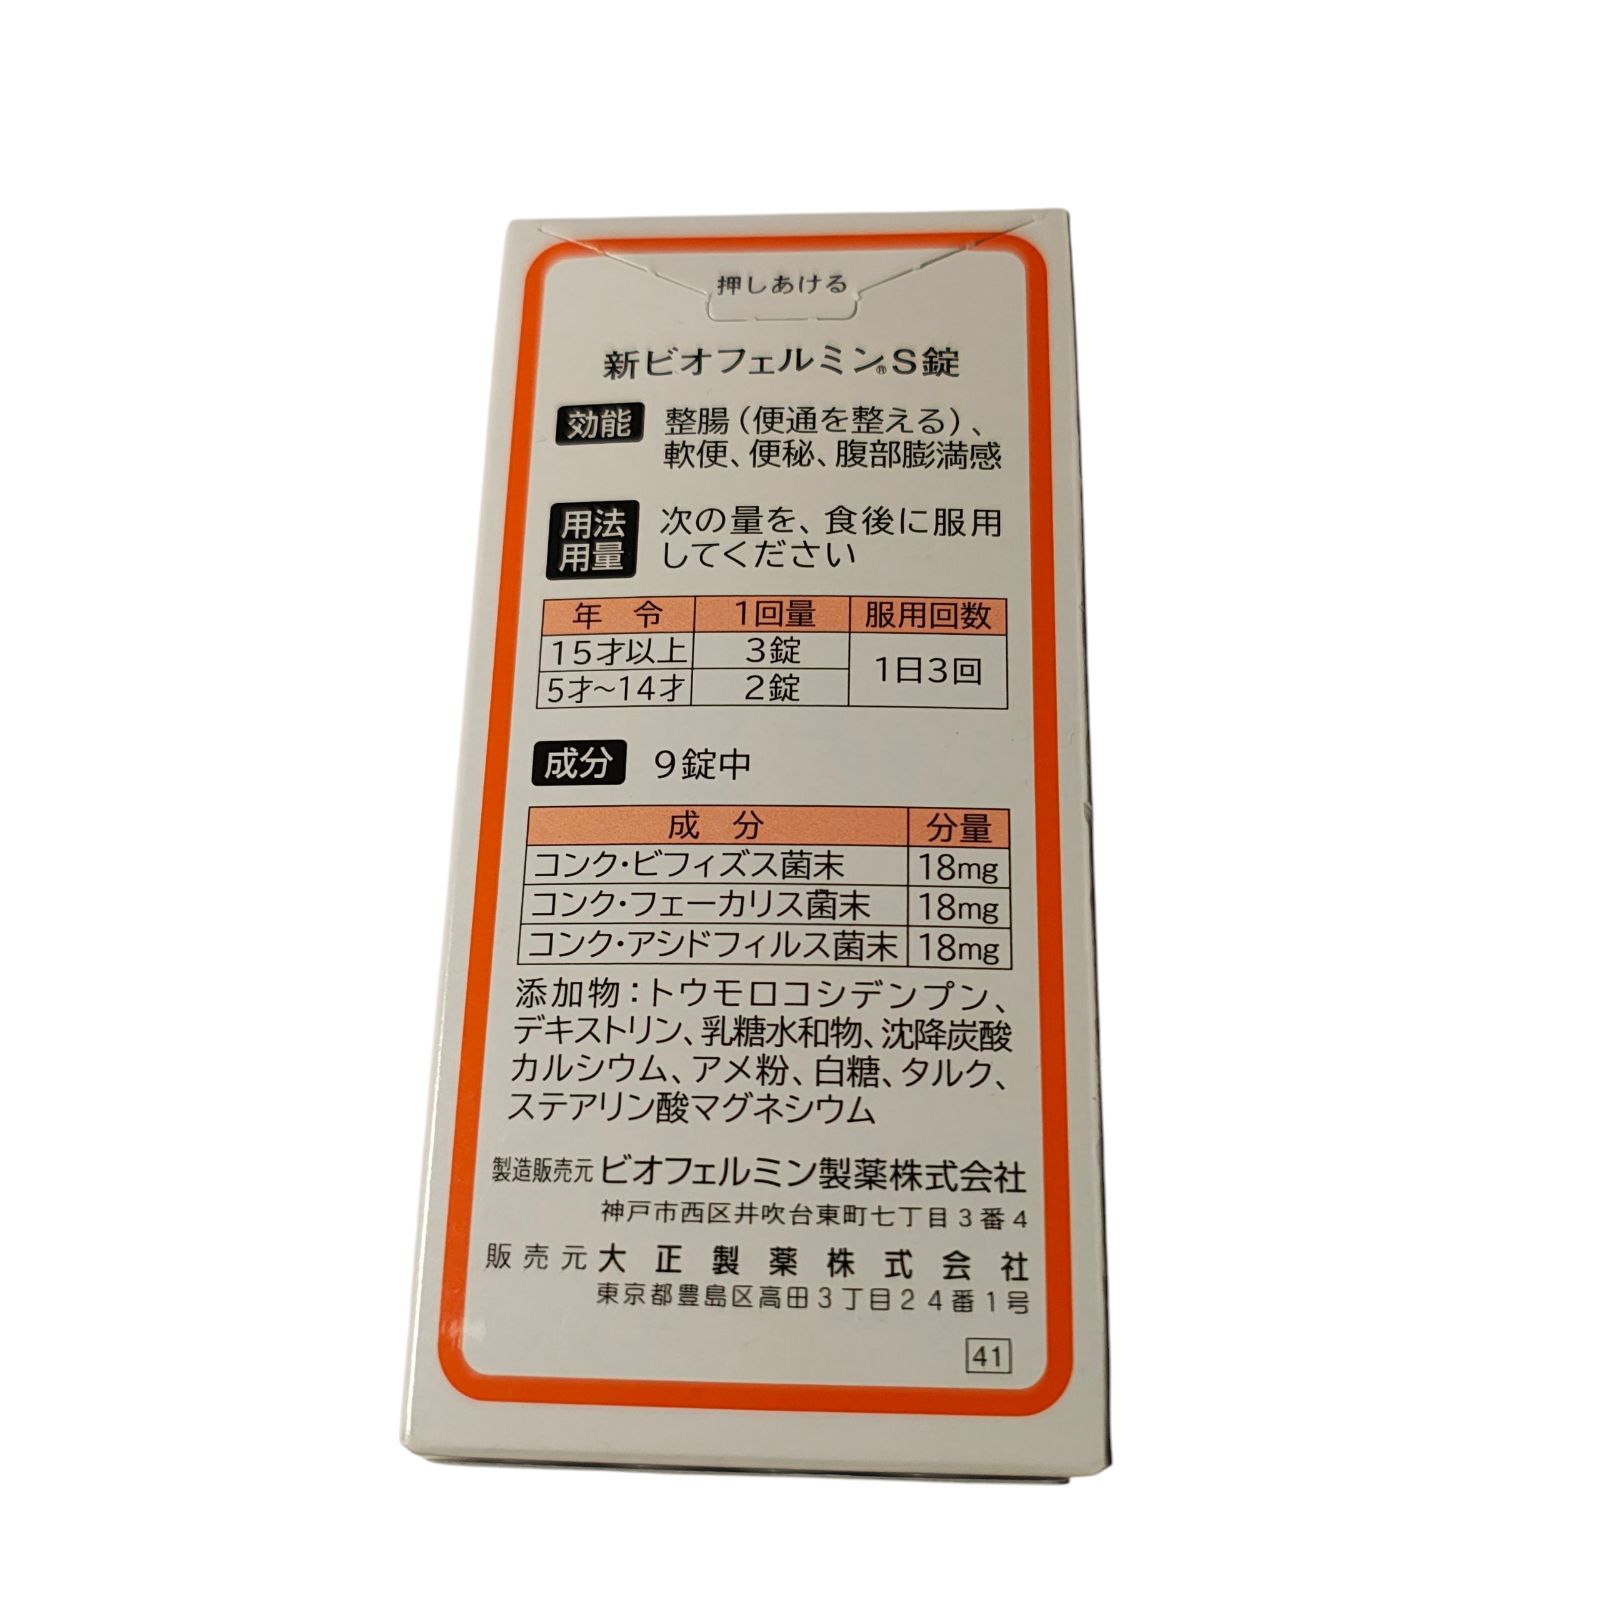 押しあける
新ビオフェルミン®S錠
効能 整腸(便通を整える)、
軟便、便秘、腹部膨満感
用法 次の量を、食後に服用
用量 してください
年 令 1回量 服用回数
15才以上 3錠 1日3回
5才〜14才 2錠
成分 9錠中
成 分 分量
コンク・ビフィズス菌末 18mg
コンク・フェーカリス菌末 18mg
コンク・アシドフィルス菌末 18mg
添加物:トウモロコシデンプン、
デキストリン、乳糖水和物、沈降炭酸
カルシウム、アメ粉、白糖、タルク、
ステアリン酸マグネシウム
製造販売元 ビオフェルミン製薬株式会社
神戸市西区井吹台東町七丁目3番4
販売元 大正製薬株式会社
東京都豊島区高田3丁目24番1号
41